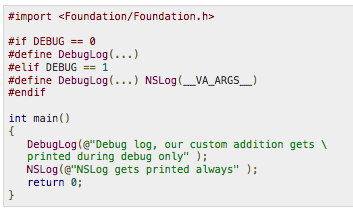 #import <Foundation/Foundation.h>
#if DEBUG == 0
#define DebugLog(...)
#elif DEBUG == 1
#define DebugLog(...) NSLog(__VA_ARGS__)
#endif
int main()
{
DebugLog(@"Debug log, our custom addition gets \
printed during debug only" );
NSLog(@"NSLog gets printed always" );
return 0;
}